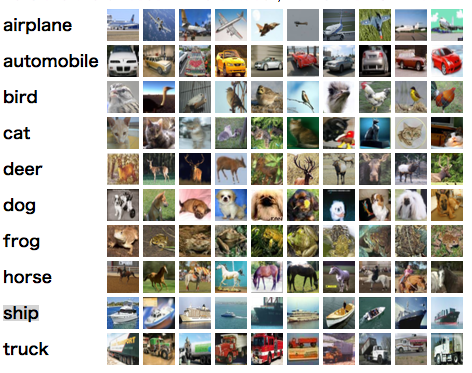 airplane
automobile
bird
cat
deer
dog
frog
horse
ship
truck